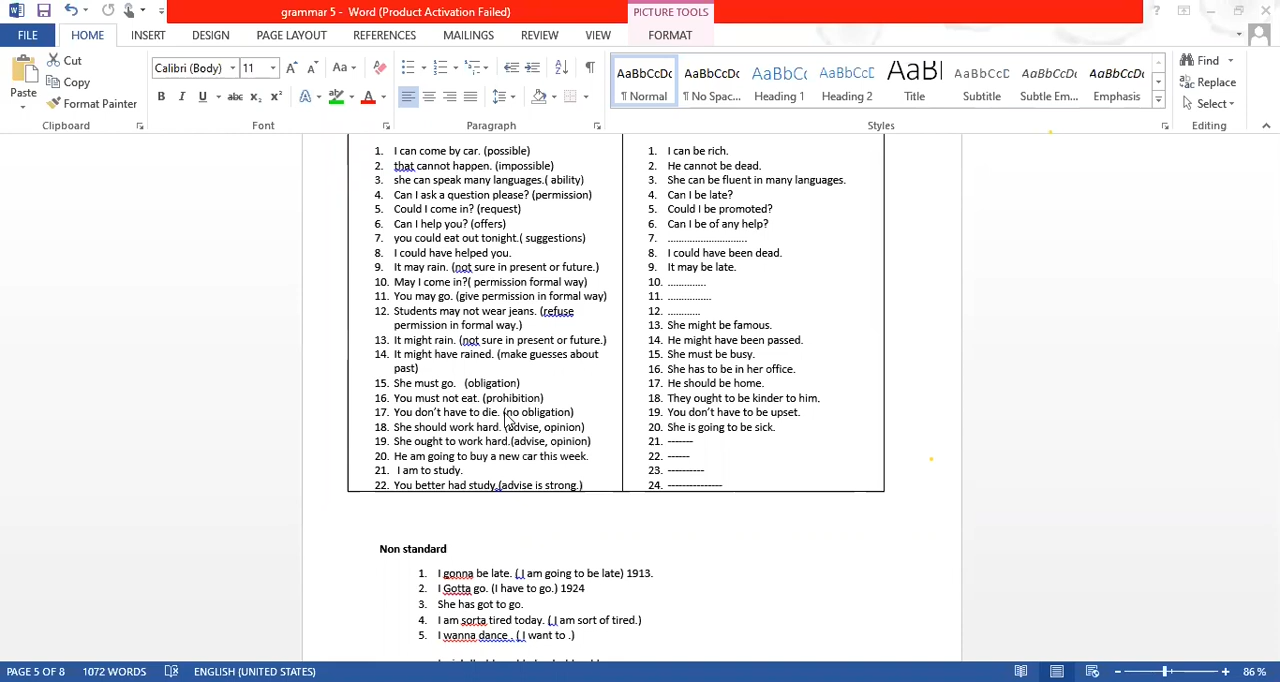 grammar 5 - Word (Product Activation Failed)
PICTURE TOOLS
FILE HOME INSERT DESIGN PAGE LAYOUT REFERENCES MAILINGS REVIEW VIEW FORMAT
Cut
Copy
Format Painter
Paste
Clipboard
Calibri (Body) 11
Font
Paragraph
AaBbCcDc AaBbCcDc AaBbCc AaBbCc AaBl AaBbCcD AaBbCcDc AaBbCcDc
¶ Normal ¶ No Spac... Heading 1 Heading 2 Title Subtitle Subtle Em... Emphasis
Styles
Find
Replace
Select
Editing
1. I can come by car. (possible)
2. that cannot happen. (impossible)
3. she can speak many languages.( ability)
4. Can I ask a question please? (permission)
5. Could I come in? (request)
6. Can I help you? (offers)
7. you could eat out tonight.( suggestions)
8. I could have helped you.
9. It may rain. (not sure in present or future.)
10. May I come in?( permission formal way)
11. You may go. (give permission in formal way)
12. Students may not wear jeans. (refuse
permission in formal way.)
13. It might rain. (not sure in present or future.)
14. It might have rained. (make guesses about
past)
15. She must go. (obligation)
16. You must not eat. (prohibition)
17. You don't have to die. (no obligation)
18. She should work hard. (advise, opinion)
19. She ought to work hard.(advise, opinion)
20. He am going to buy a new car this week.
21. I am to study.
22. You better had study.(advise is strong.)
1. I can be rich.
2. He cannot be dead.
3. She can be fluent in many languages.
4. Can I be late?
5. Could I be promoted?
6. Can I be of any help?
7. ............................
8. I could have been dead.
9. It may be late.
10. .............
11. ...............
12. ...........
13. She might be famous.
14. He might have been passed.
15. She must be busy.
16. She has to be in her office.
17. He should be home.
18. They ought to be kinder to him.
19. You don't have to be upset.
20. She is going to be sick.
21. -------
22. ------
23. ----------
24. ---------------
Non standard
1. I gonna be late. ( I am going to be late) 1913.
2. I Gotta go. (I have to go.) 1924
3. She has got to go.
4. I am sorta tired today. ( I am sort of tired.)
5. I wanna dance . ( I want to .)
PAGE 5 OF 8 1072 WORDS ENGLISH (UNITED STATES) 86 %